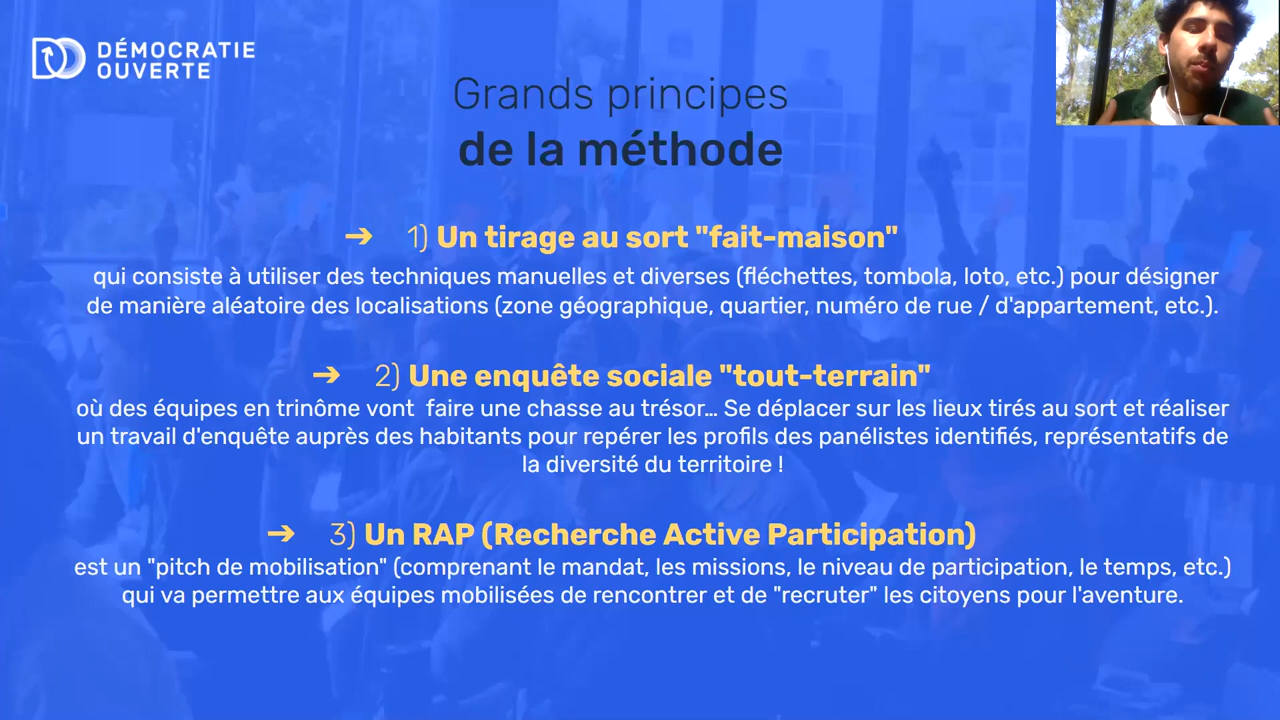 DÉMOCRATIE
OUVERTE
Grands principes
de la méthode
➔ 1) Un tirage au sort "fait-maison"
qui consiste à utiliser des techniques manuelles et diverses (fléchettes, tombola, loto, etc.) pour désigner
de manière aléatoire des localisations (zone géographique, quartier, numéro de rue / d'appartement, etc.).
➔ 2) Une enquête sociale "tout-terrain"
où des équipes en trinôme vont faire une chasse au trésor... Se déplacer sur les lieux tirés au sort et réaliser
un travail d'enquête auprès des habitants pour repérer les profils des panélistes identifiés, représentatifs de
la diversité du territoire !
➔ 3) Un RAP (Recherche Active Participation)
est un "pitch de mobilisation" (comprenant le mandat, les missions, le niveau de participation, le temps, etc.)
qui va permettre aux équipes mobilisées de rencontrer et de "recruter" les citoyens pour l'aventure.